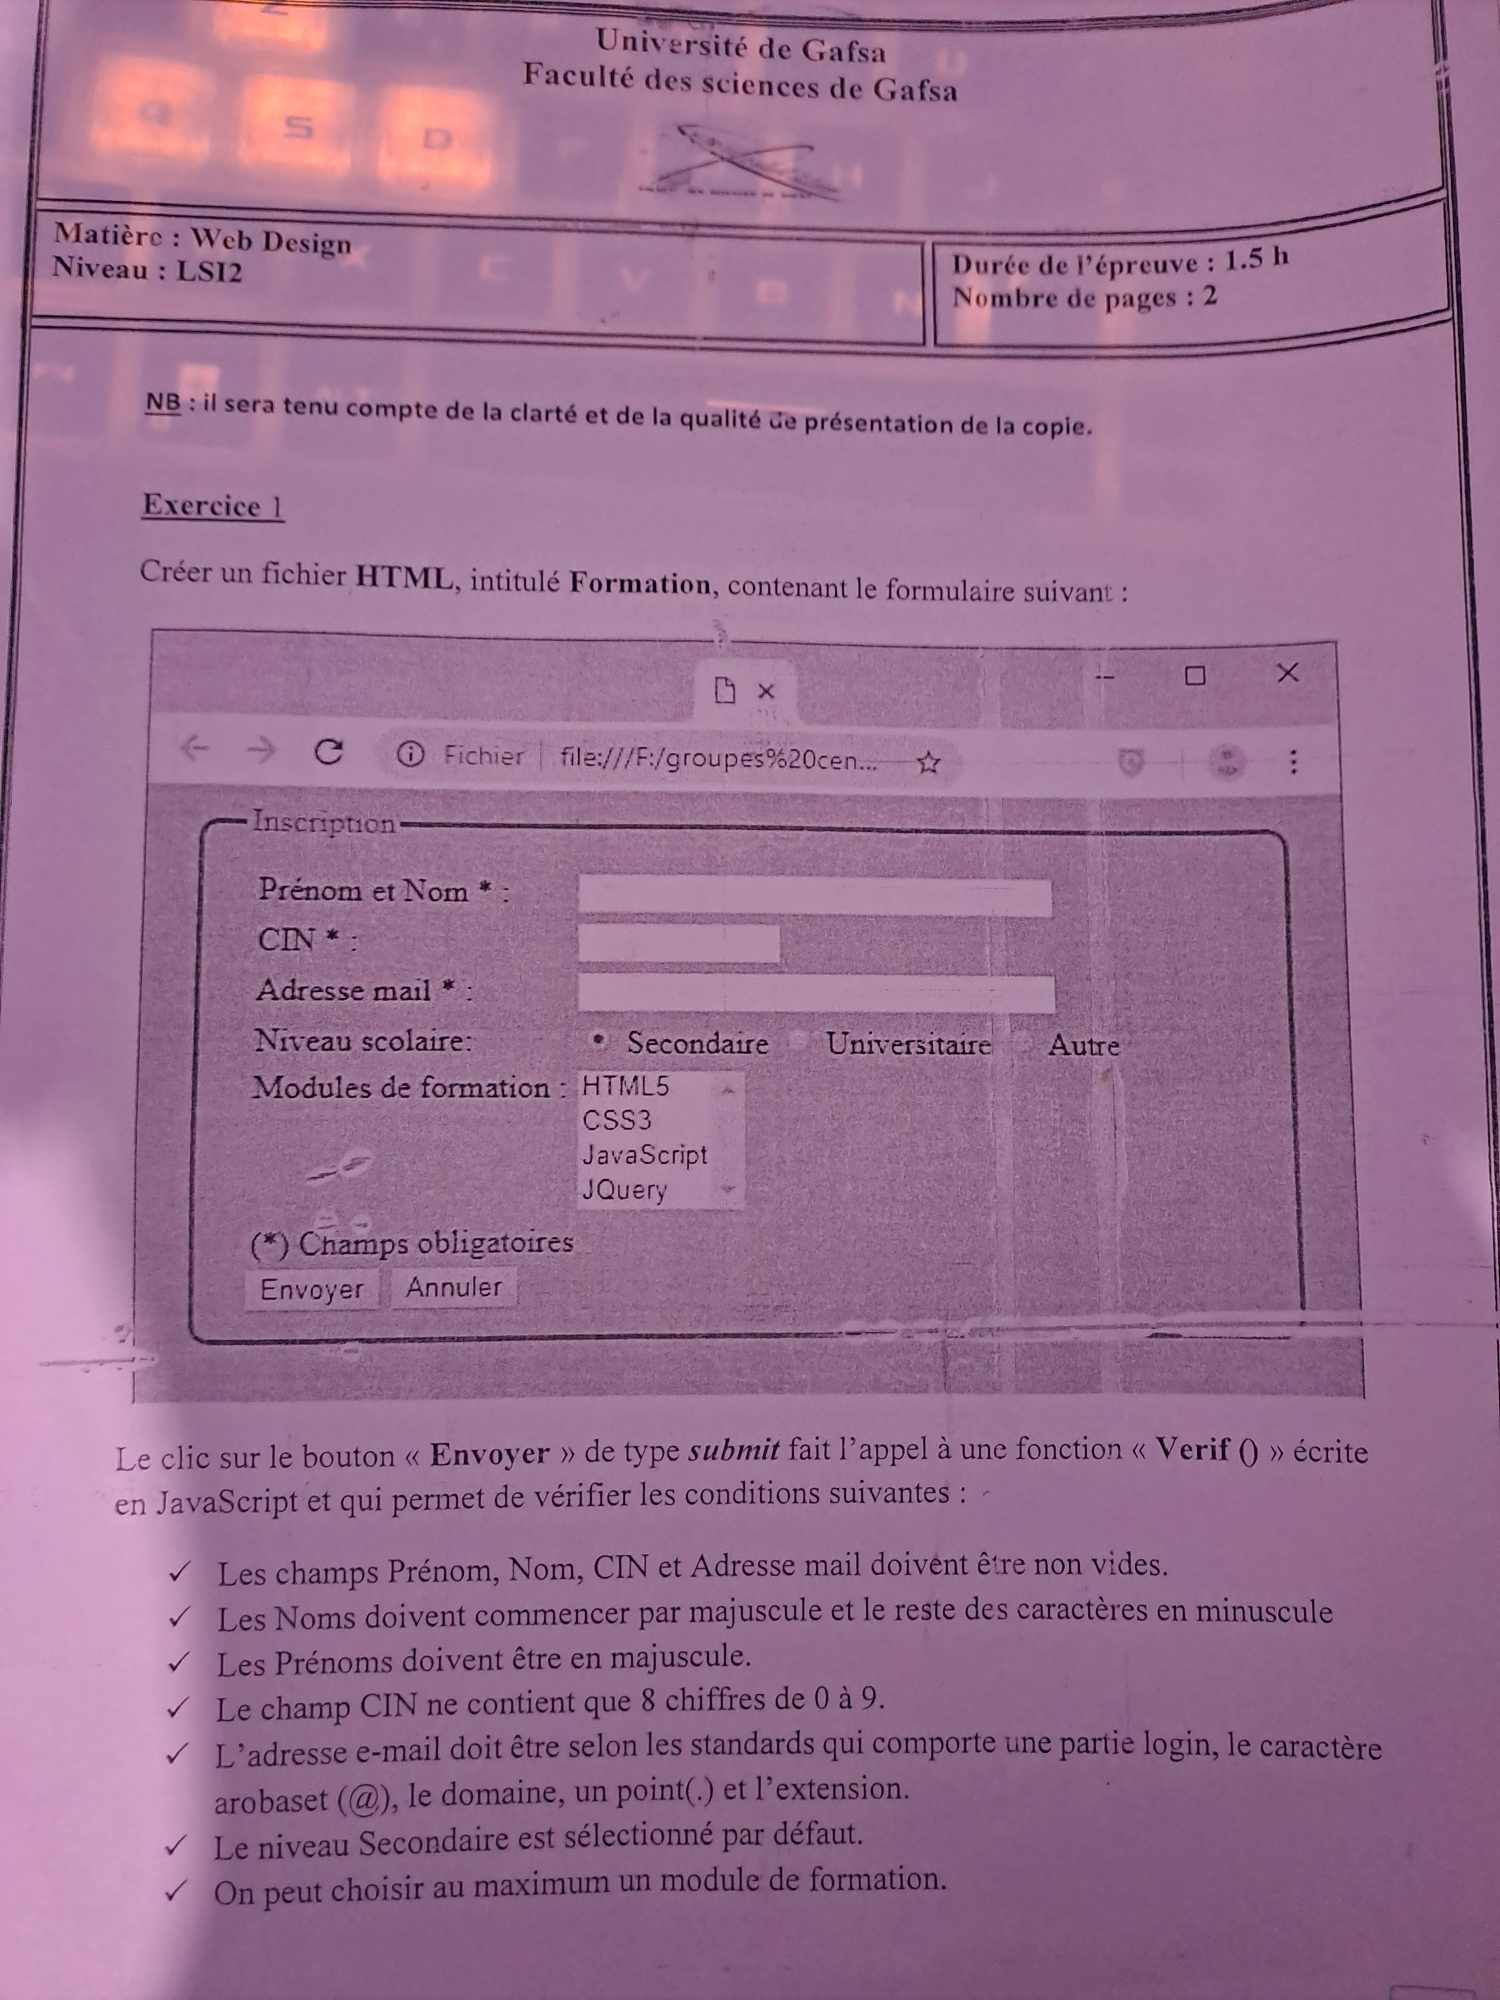 Université de Gafsa
Faculté des sciences de Gafsa
Q S D
Matière : Web Design
Niveau : LSI2
Durée de l'épreuve : 1.5 h
Nombre de pages : 2
NB : il sera tenu compte de la clarté et de la qualité de présentation de la copie.
Exercice 1
Créer un fichier HTML, intitulé Formation, contenant le formulaire suivant :
Fichier | file:///F:/groupes%20cen...
Inscription
Prénom et Nom * :
CIN * :
Adresse mail * :
Niveau scolaire: Secondaire Universitaire Autre
Modules de formation : HTML5
CSS3
JavaScript
JQuery
(*) Champs obligatoires
Envoyer Annuler
Le clic sur le bouton « Envoyer » de type submit fait l'appel à une fonction « Verif () » écrite
en JavaScript et qui permet de vérifier les conditions suivantes :
✓ Les champs Prénom, Nom, CIN et Adresse mail doivent être non vides.
✓ Les Noms doivent commencer par majuscule et le reste des caractères en minuscule
✓ Les Prénoms doivent être en majuscule.
✓ Le champ CIN ne contient que 8 chiffres de 0 à 9.
✓ L'adresse e-mail doit être selon les standards qui comporte une partie login, le caractère
arobaset (@), le domaine, un point(.) et l'extension.
✓ Le niveau Secondaire est sélectionné par défaut.
✓ On peut choisir au maximum un module de formation.